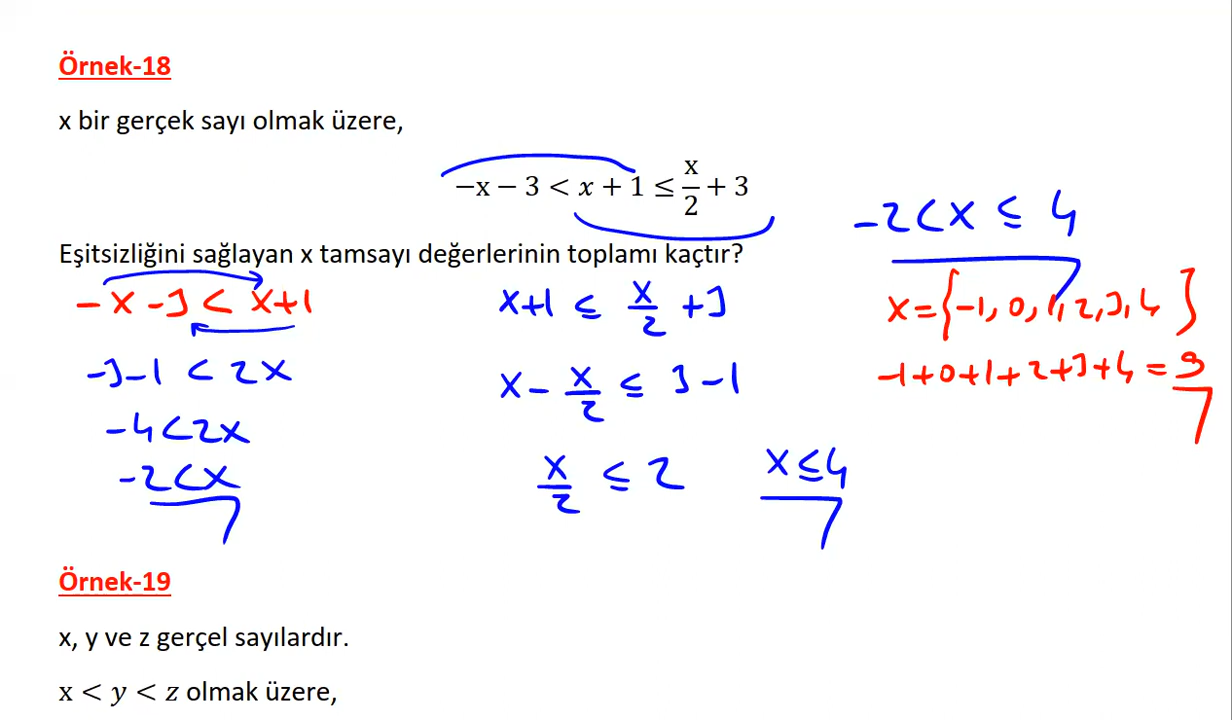 Örnek-18
x bir gerçek sayı olmak üzere,
−x − 3 < x + 1 ≤ x/2 + 3
Eşitsizliğini sağlayan x tamsayı değerlerinin toplamı kaçtır?
-x-3 < x+1
-3-1 < 2x
-4 < 2x
-2 < x
x+1 ≤ x/2 +3
x - x/2 ≤ 3-1
x/2 ≤ 2
x ≤ 4
-2 < x ≤ 4
x = {-1, 0, 1, 2, 3, 4}
-1+0+1+2+3+4 = 9
Örnek-19
x, y ve z gerçel sayılardır.
x < y < z olmak üzere,